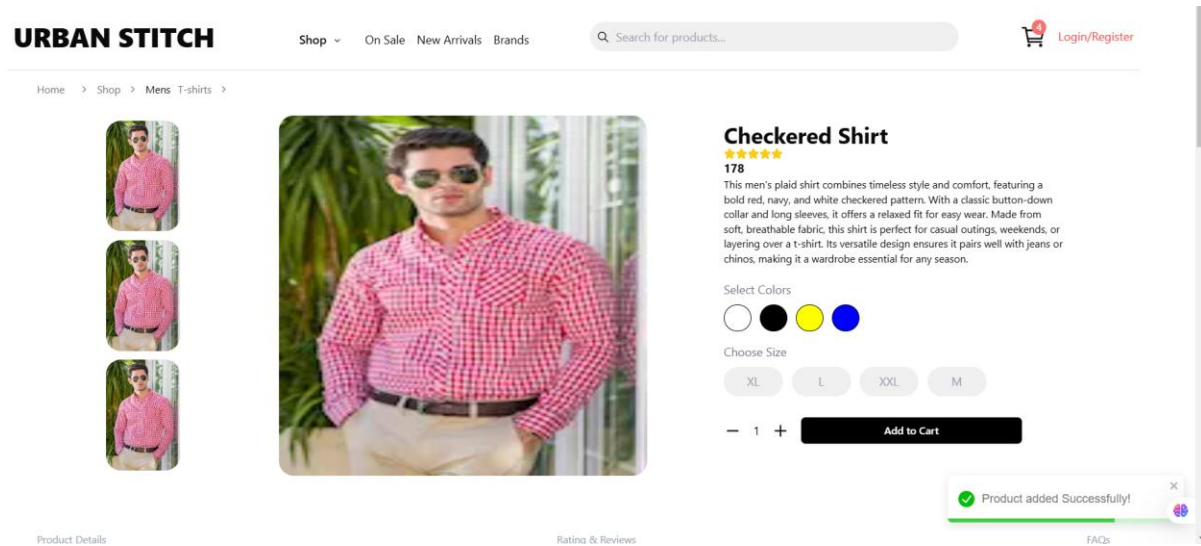 URBAN STITCH
Shop On Sale New Arrivals Brands
Search for products...
4
Login/Register
Home > Shop > Mens T-shirts >
Checkered Shirt
178
This men's plaid shirt combines timeless style and comfort, featuring a
bold red, navy, and white checkered pattern. With a classic button-down
collar and long sleeves, it offers a relaxed fit for easy wear. Made from
soft, breathable fabric, this shirt is perfect for casual outings, weekends, or
layering over a t-shirt. Its versatile design ensures it pairs well with jeans or
chinos, making it a wardrobe essential for any season.
Select Colors
Choose Size
XL L XXL M
1
Add to Cart
Product added Successfully!
Product Details
Rating & Reviews
FAQs